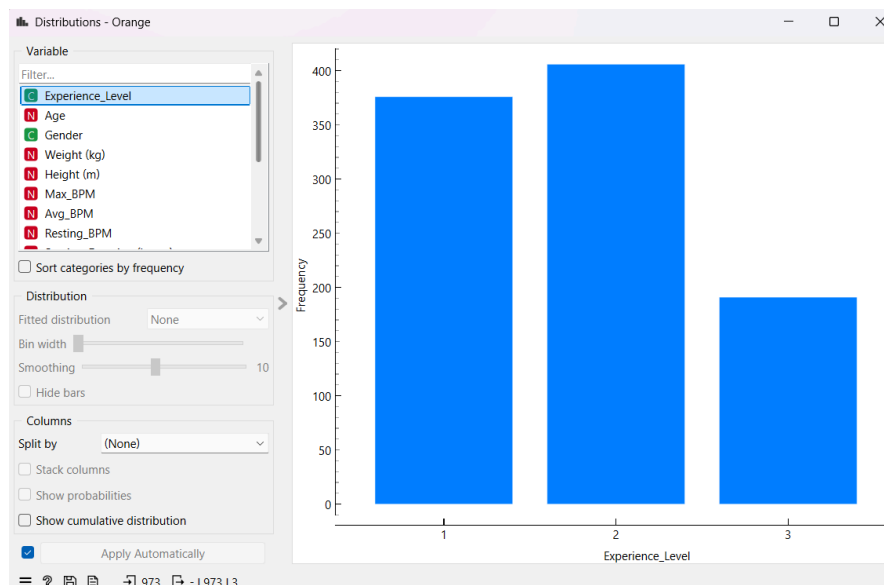 Distributions - Orange
Variable
Filter...
C Experience_Level
N Age
C Gender
N Weight (kg)
N Height (m)
N Max_BPM
N Avg_BPM
N Resting_BPM
Sort categories by frequency
Distribution
Fitted distribution None
Bin width
Smoothing 10
Hide bars
Columns
Split by (None)
Stack columns
Show probabilities
Show cumulative distribution
Apply Automatically
973 - | 973 | 3
400
350
300
250
200
150
100
50
0
Frequency
1 2 3
Experience_Level